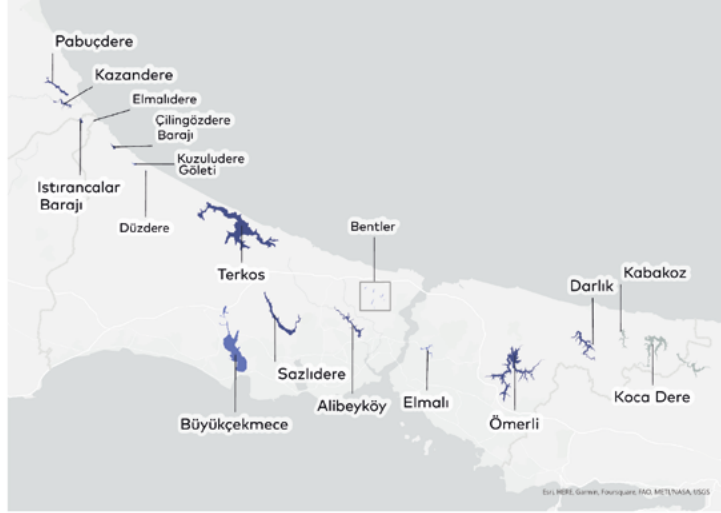 Pabuçdere
Kazandere
Elmalıdere
Çilingözdere
Barajı
Kuzuludere
Göleti
Istırancalar
Barajı
Düzdere
Terkos
Bentler
Kabakoz
Darlık
Sazlıdere
Alibeyköy
Elmalı
Koca Dere
Büyükçekmece
Ömerli
Esri, HERE, Garmin, Foursquare, FAO, METI/NASA, USGS